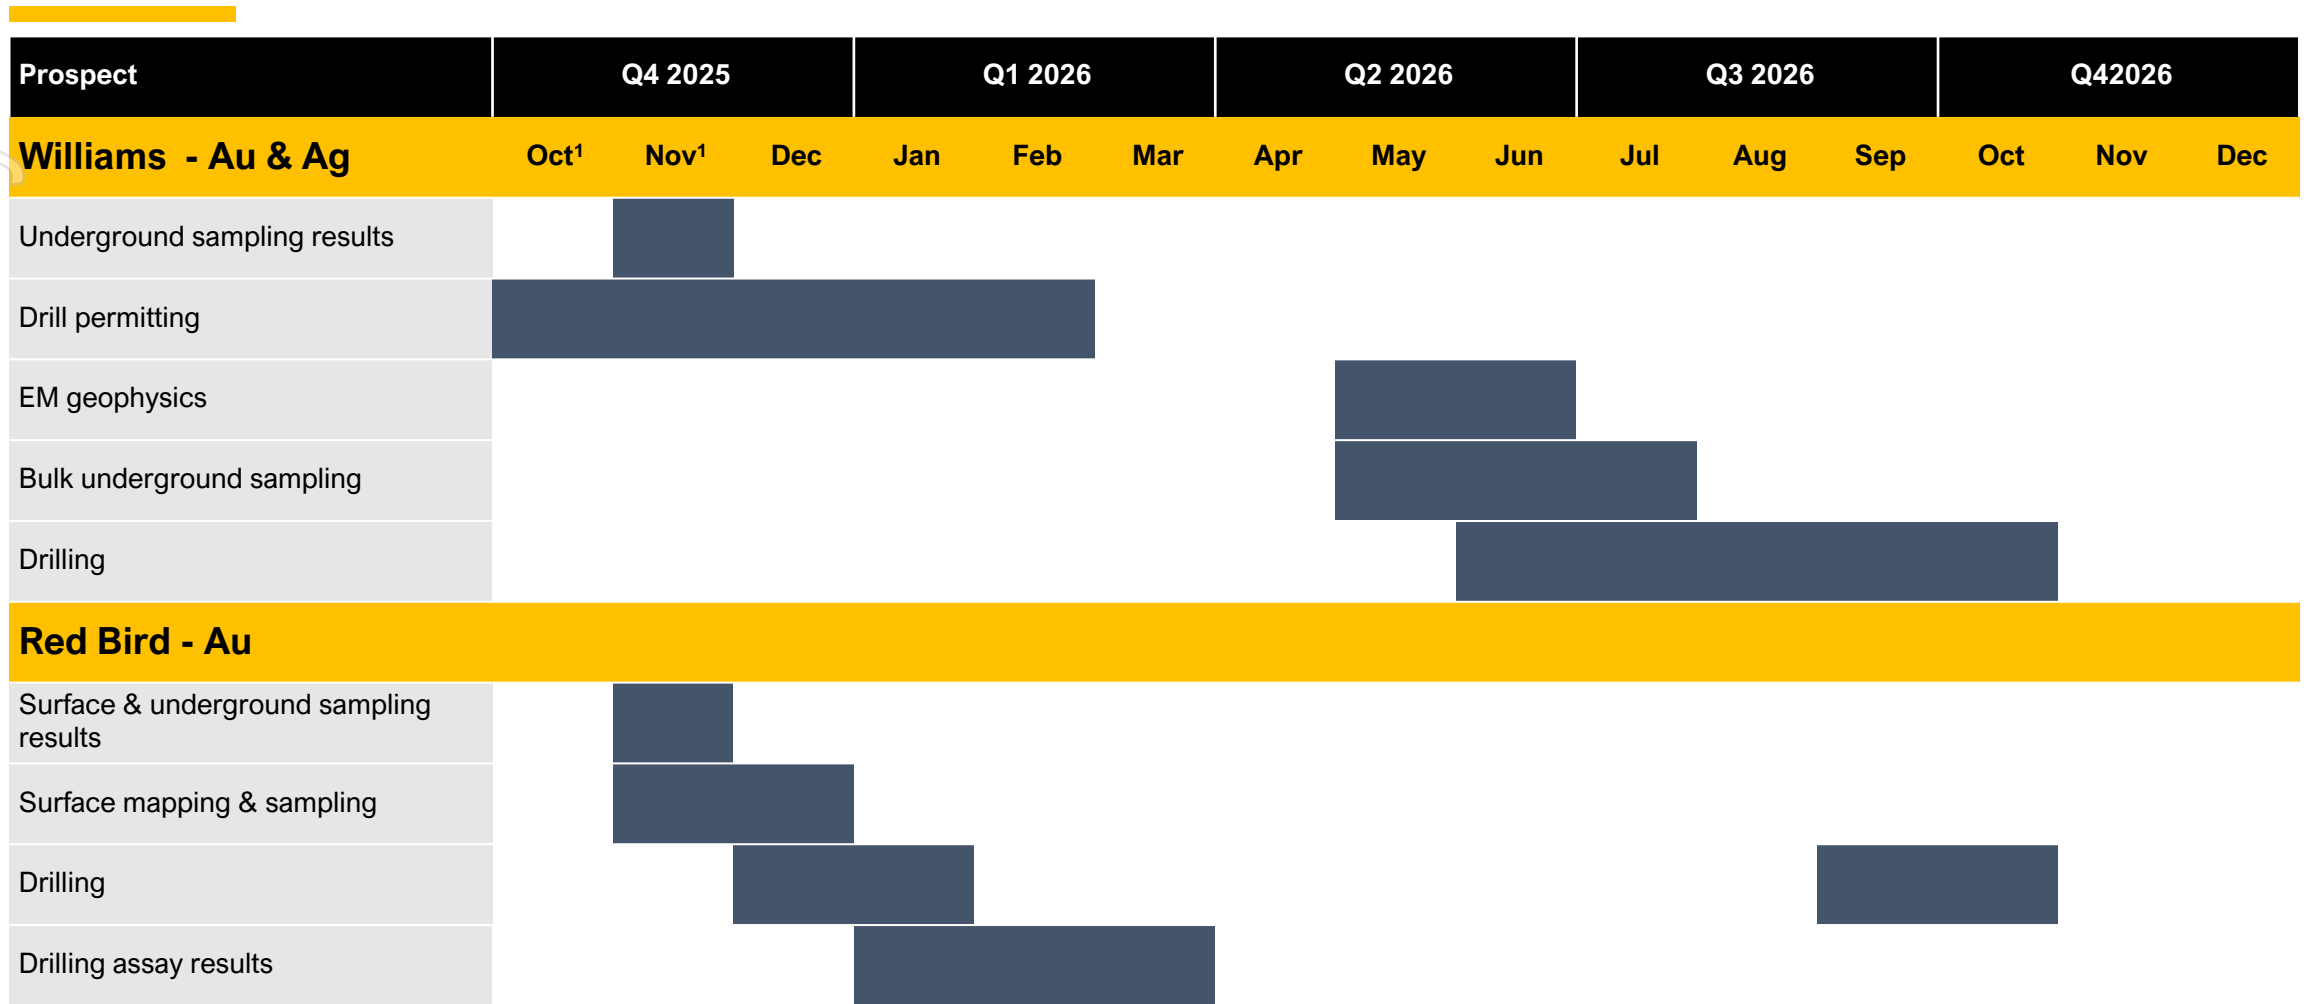 Prospect Q4 2025 Q1 2026 Q2 2026 Q3 2026 Q42026
Williams - Au & Ag Oct¹ Nov¹ Dec Jan Feb Mar Apr May Jun Jul Aug Sep Oct Nov Dec
Underground sampling results
Drill permitting
EM geophysics
Bulk underground sampling
Drilling
Red Bird - Au
Surface & underground sampling
results
Surface mapping & sampling
Drilling
Drilling assay results